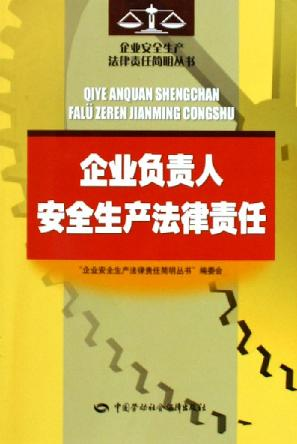 企业安全生产
法律责任简明丛书
QIYE ANQUAN SHENGCHAN
FALÜ ZEREN JIANMING CONGSHU
企业负责人
安全生产法律责任
“企业安全生产法律责任简明丛书”编委会
中国劳动社会保障出版社